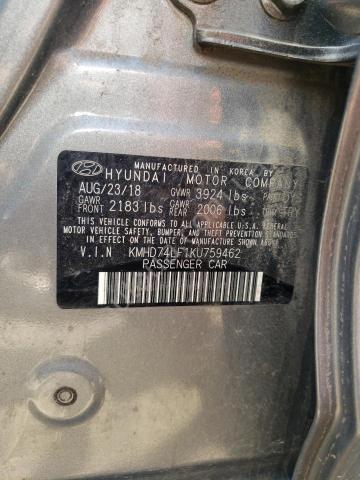 MANUFACTURED IN KOREA BY
HYUNDAI MOTOR COMPANY
AUG/23/18 GVWR 3924 lbs
GAWR FRONT 2183 lbs GAWR REAR 2006 lbs
THIS VEHICLE CONFORMS TO ALL APPLICABLE U.S.A. FEDERAL
MOTOR VEHICLE SAFETY, BUMPER, AND THEFT PREVENTION
STANDARDS IN EFFECT ON THE DATE OF MANUFACTURE SHOWN
V.I.N KMHD74LF1KU759462
PASSENGER CAR